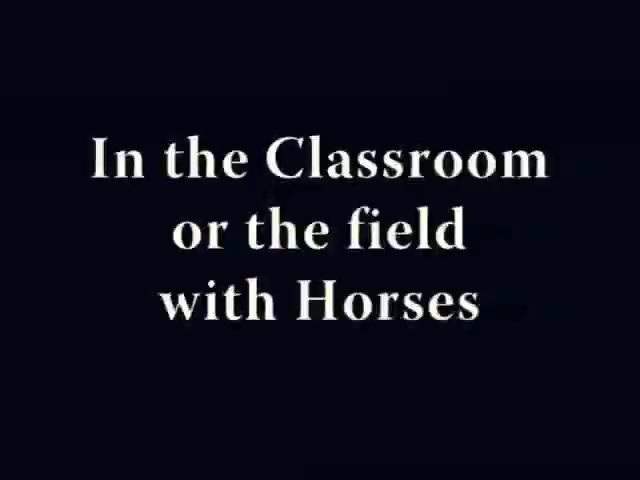 In the Classroom
or the field
with Horses